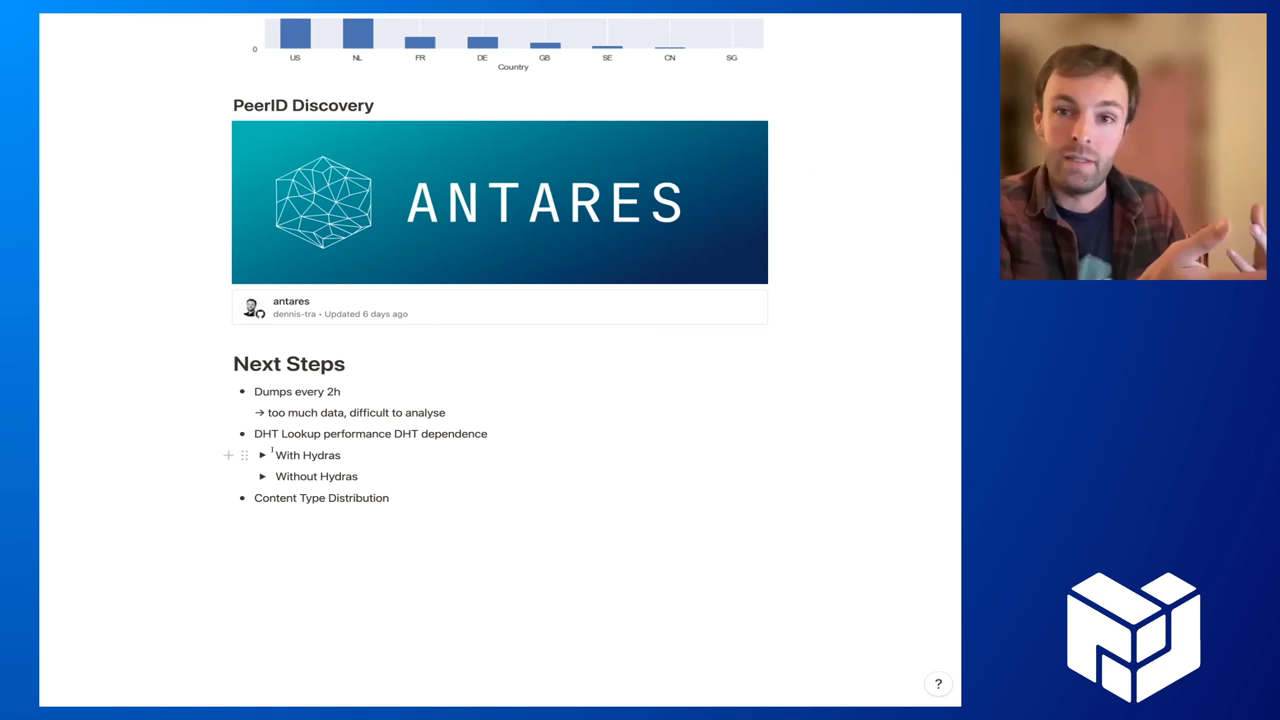 0
US NL FR DE GB SE CN SG
Country
PeerID Discovery
ANTARES
antares
dennis-tra • Updated 6 days ago
Next Steps
• Dumps every 2h
→ too much data, difficult to analyse
• DHT Lookup performance DHT dependence
With Hydras
Without Hydras
• Content Type Distribution
?